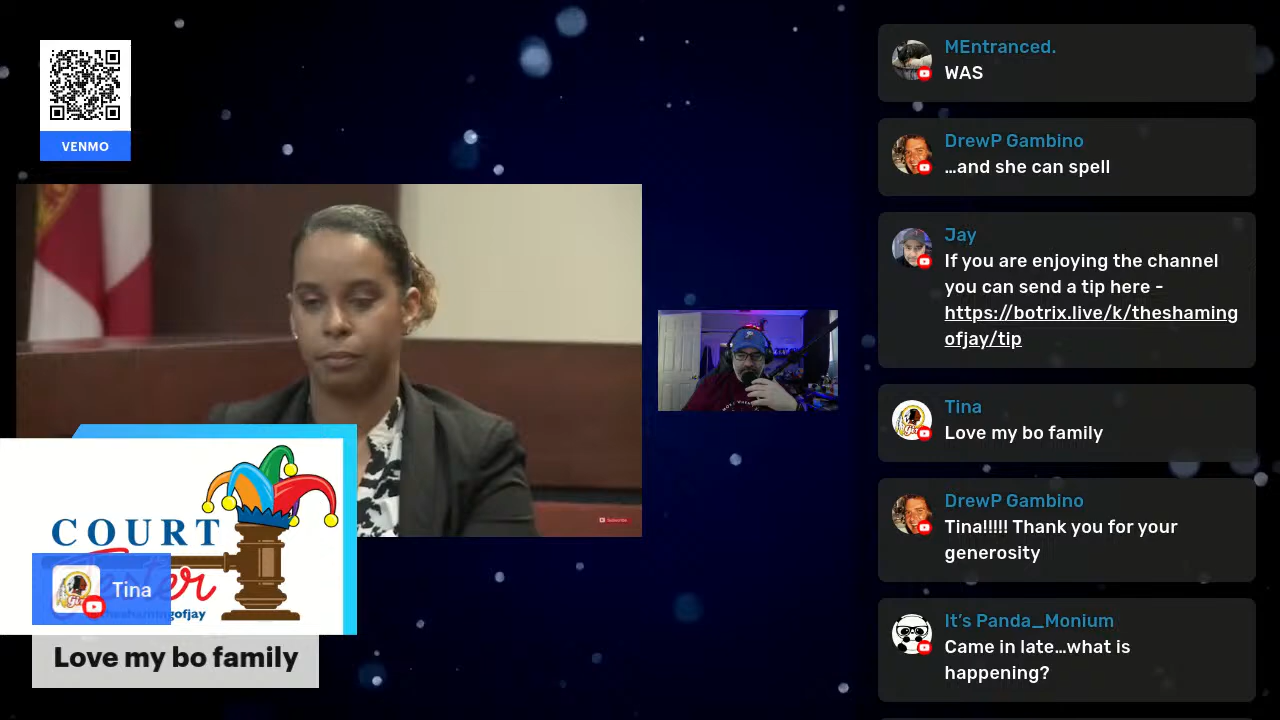 VENMO
Subscribe
COURT
Tina
Love my bo family
MEntranced.
WAS
DrewP Gambino
...and she can spell
Jay
If you are enjoying the channel
you can send a tip here -
https://botrix.live/k/theshaming
ofjay/tip
Tina
Love my bo family
DrewP Gambino
Tina!!!!! Thank you for your
generosity
It's Panda_Monium
Came in late...what is
happening?